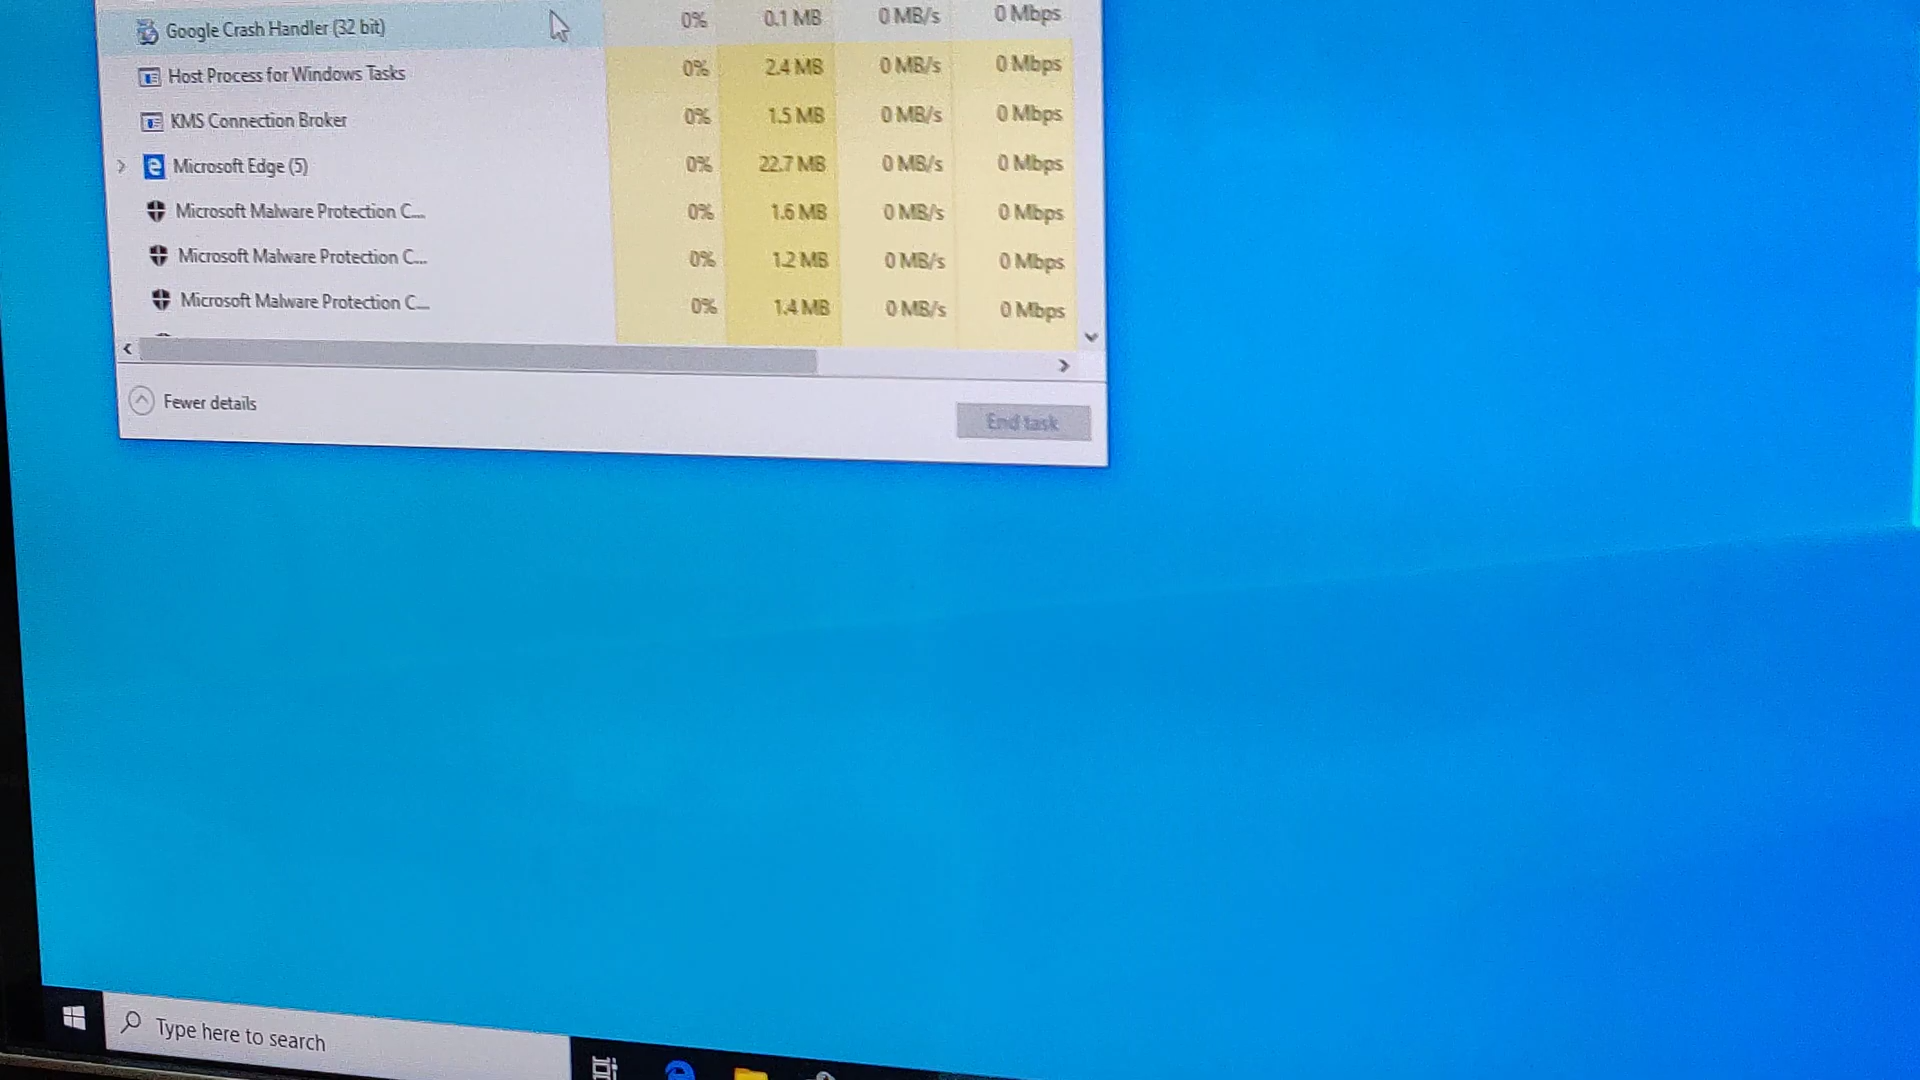 Google Crash Handler (32 bit) 0% 0.1 MB 0 MB/s 0 Mbps
Host Process for Windows Tasks 0% 2.4 MB 0 MB/s 0 Mbps
KMS Connection Broker 0% 1.5 MB 0 MB/s 0 Mbps
Microsoft Edge (5) 0% 22.7 MB 0 MB/s 0 Mbps
Microsoft Malware Protection C... 0% 1.6 MB 0 MB/s 0 Mbps
Microsoft Malware Protection C... 0% 1.2 MB 0 MB/s 0 Mbps
Microsoft Malware Protection C... 0% 1.4 MB 0 MB/s 0 Mbps
Fewer details
End task
Type here to search